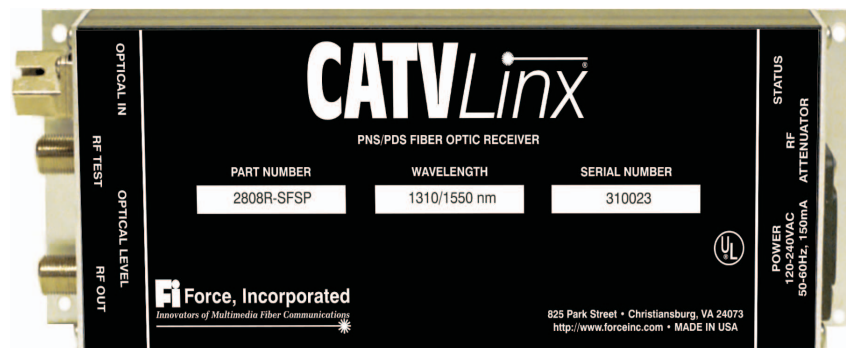 OPTICAL IN
RF TEST
OPTICAL LEVEL
RF OUT
CATVLinx®
PNS/PDS FIBER OPTIC RECEIVER
PART NUMBER
2808R-SFSP
WAVELENGTH
1310/1550 nm
SERIAL NUMBER
310023
UL
Fi Force, Incorporated
Innovators of Multimedia Fiber Communications
825 Park Street • Christiansburg, VA 24073
http://www.forceinc.com • MADE IN USA
STATUS
RF
ATTENUATOR
POWER
120-240VAC
50-60Hz, 150mA